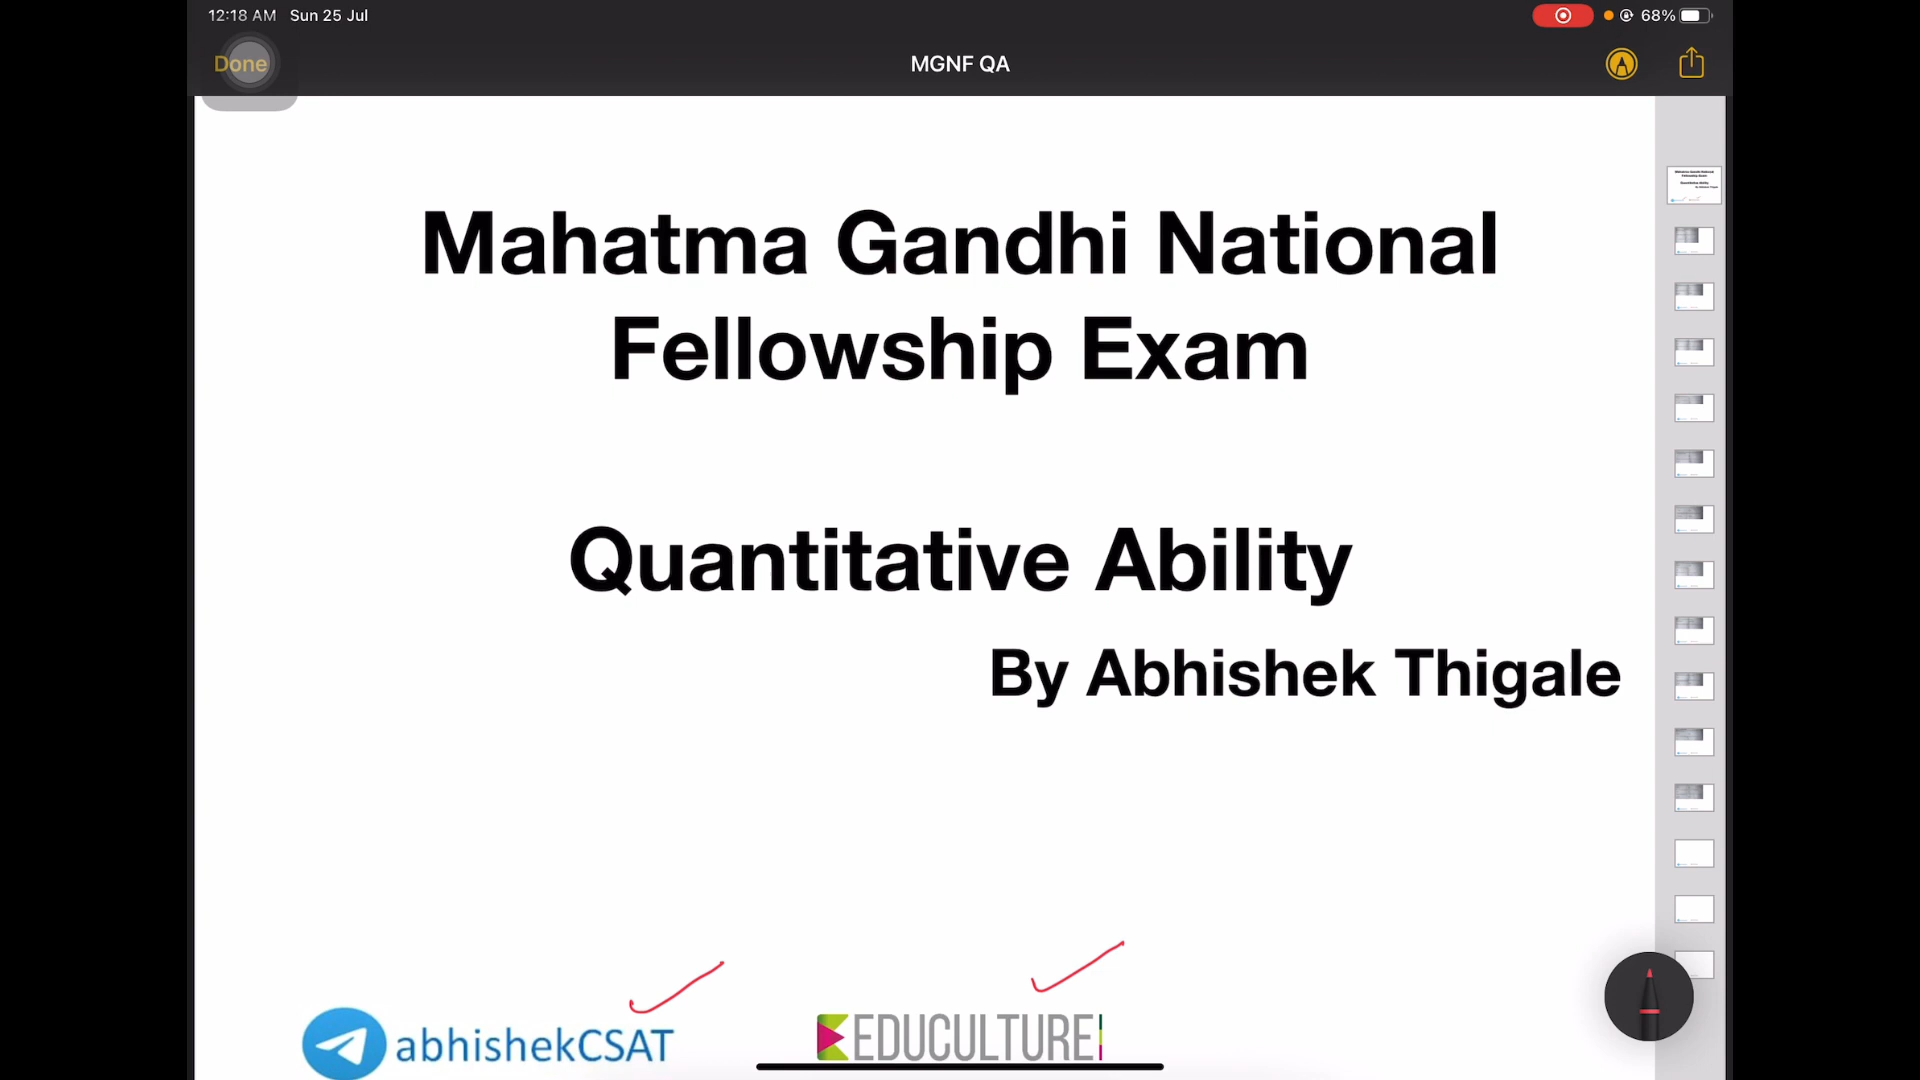 12:18 AM Sun 25 Jul
68%
Done
MGNF QA
Mahatma Gandhi National
Fellowship Exam
Quantitative Ability
By Abhishek Thigale
abhishekCSAT
EDUCULTURE